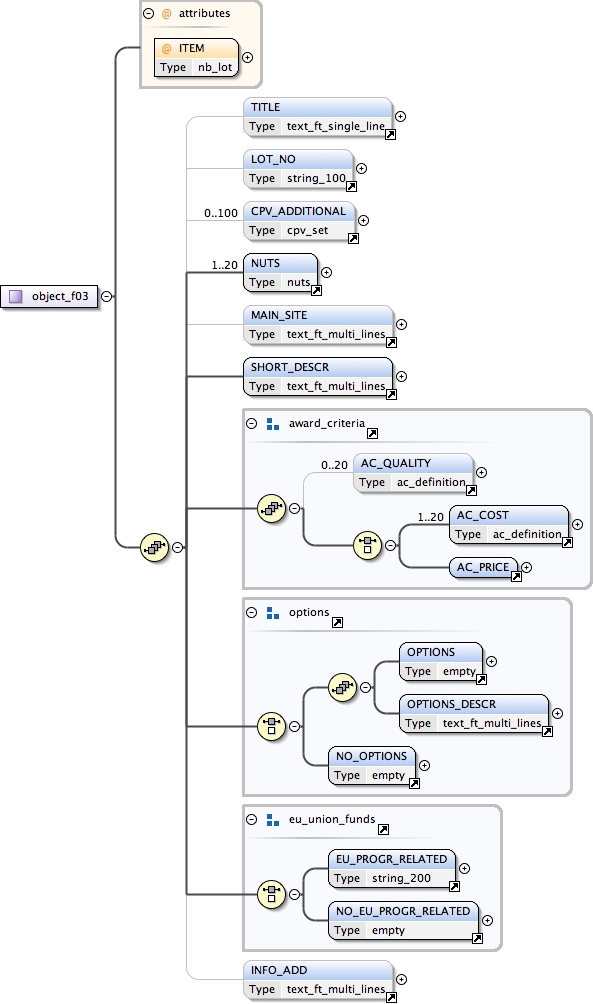 attributes
@ ITEM
Type nb_lot
TITLE
Type text_ft_single_line
LOT_NO
Type string_100
0..100
CPV_ADDITIONAL
Type cpv_set
1..20
NUTS
Type nuts
object_f03
MAIN_SITE
Type text_ft_multi_lines
SHORT_DESCR
Type text_ft_multi_lines
award_criteria
0..20
AC_QUALITY
Type ac_definition
1..20
AC_COST
Type ac_definition
AC_PRICE
options
OPTIONS
Type empty
OPTIONS_DESCR
Type text_ft_multi_lines
NO_OPTIONS
Type empty
eu_union_funds
EU_PROGR_RELATED
Type string_200
NO_EU_PROGR_RELATED
Type empty
INFO_ADD
Type text_ft_multi_lines